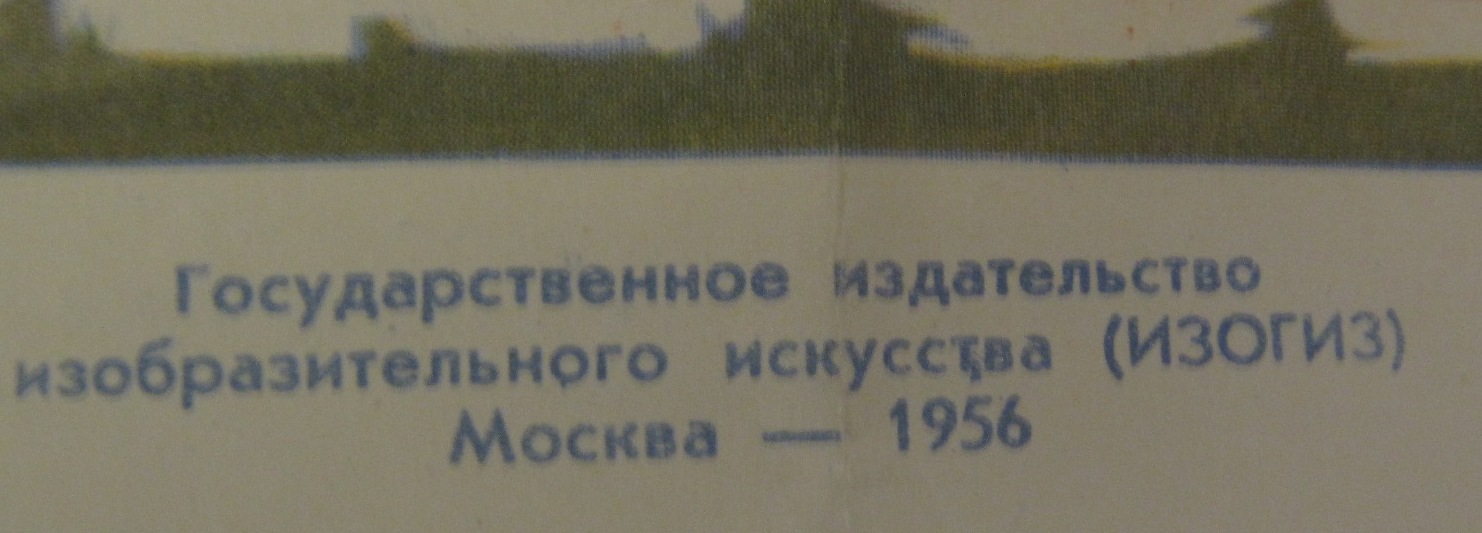 Государственное издательство
изобразительного искусства (ИЗОГИЗ)
Москва — 1956